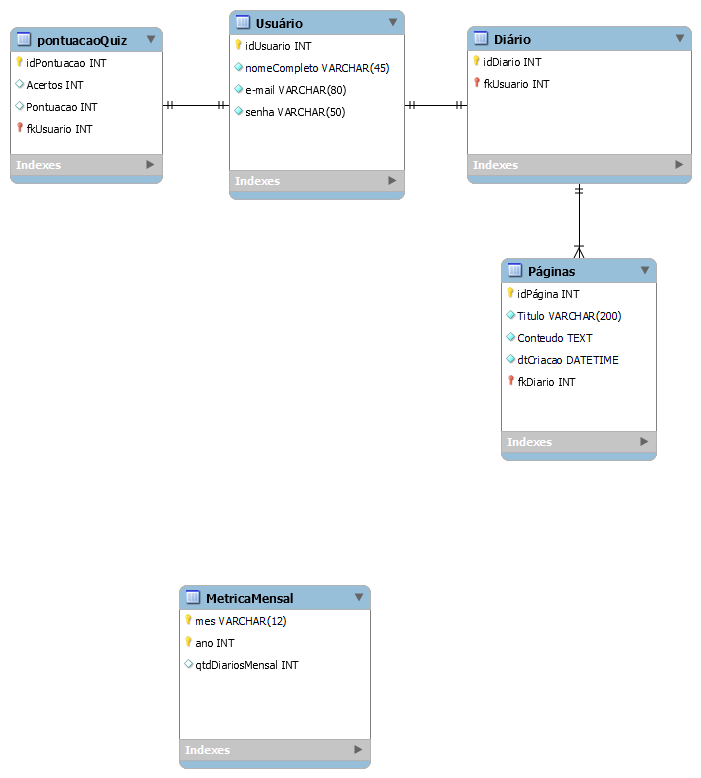 pontuacaoQuiz
idPontuacao INT
Acertos INT
Pontuacao INT
fkUsuario INT
Indexes
Usuário
idUsuario INT
nomeCompleto VARCHAR(45)
e-mail VARCHAR(80)
senha VARCHAR(50)
Indexes
Diário
idDiario INT
fkUsuario INT
Indexes
Páginas
idPágina INT
Titulo VARCHAR(200)
Conteudo TEXT
dtCriacao DATETIME
fkDiario INT
Indexes
MetricaMensal
mes VARCHAR(12)
ano INT
qtdDiariosMensal INT
Indexes